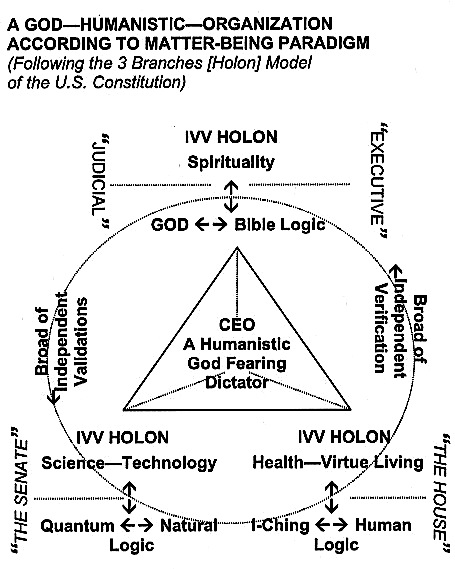 A GOD—HUMANISTIC—ORGANIZATION
ACCORDING TO MATTER-BEING PARADIGM
(Following the 3 Branches [Holon] Model
of the U.S. Constitution)
"JUDICIAL"
IVV HOLON
Spirituality
"EXECUTIVE"
GOD ↔ Bible Logic
Broad of
Independent
Validations
CEO
A Humanistic
God Fearing
Dictator
Broad of
Independent
Verification
"THE SENATE"
IVV HOLON
Science—Technology
Quantum ↔ Natural
Logic
IVV HOLON
Health—Virtue Living
I-Ching ↔ Human
Logic
"THE HOUSE"